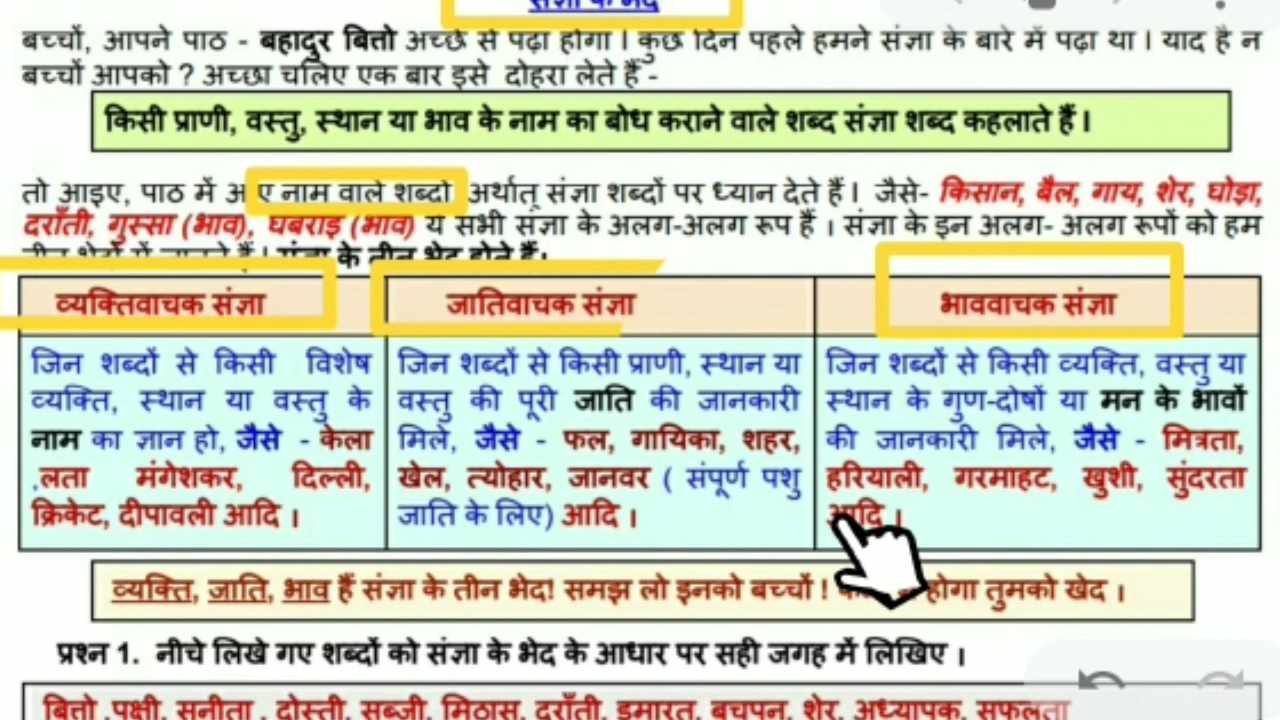 संज्ञा के भेद
बच्चों, आपने पाठ - बहादुर बित्तो अच्छे से पढ़ा होगा । कुछ दिन पहले हमने संज्ञा के बारे में पढ़ा था । याद है न
बच्चों आपको ? अच्छा चलिए एक बार इसे दोहरा लेते हैं -
किसी प्राणी, वस्तु, स्थान या भाव के नाम का बोध कराने वाले शब्द संज्ञा शब्द कहलाते हैं ।
तो आइए, पाठ में आए नाम वाले शब्दों अर्थात् संज्ञा शब्दों पर ध्यान देते हैं । जैसे- किसान, बैल, गाय, शेर, घोड़ा,
दराँती, गुस्सा (भाव), घबराई (भाव) ये सभी संज्ञा के अलग-अलग रूप हैं । संज्ञा के इन अलग- अलग रूपों को हम
संज्ञा के तीन भेद होते हैं।
व्यक्तिवाचक संज्ञा
जिन शब्दों से किसी विशेष
व्यक्ति, स्थान या वस्तु के
नाम का ज्ञान हो, जैसे - केला
,लता मंगेशकर, दिल्ली,
क्रिकेट, दीपावली आदि ।
जातिवाचक संज्ञा
जिन शब्दों से किसी प्राणी, स्थान या
वस्तु की पूरी जाति की जानकारी
मिले, जैसे - फल, गायिका, शहर,
खेल, त्योहार, जानवर ( संपूर्ण पशु
जाति के लिए) आदि ।
भाववाचक संज्ञा
जिन शब्दों से किसी व्यक्ति, वस्तु या
स्थान के गुण-दोषों या मन के भावों
की जानकारी मिले, जैसे - मित्रता,
हरियाली, गरमाहट, खुशी, सुंदरता
आदि ।
व्यक्ति, जाति, भाव हैं संज्ञा के तीन भेद! समझ लो इनको बच्चों ! होगा तुमको खेद ।
प्रश्न 1. नीचे लिखे गए शब्दों को संज्ञा के भेद के आधार पर सही जगह में लिखिए ।
बित्तो ,पक्षी, सुनीता , दोस्ती, सब्जी, मिठास, दराँती, इमारत, बचपन, शेर, अध्यापक, सफलता